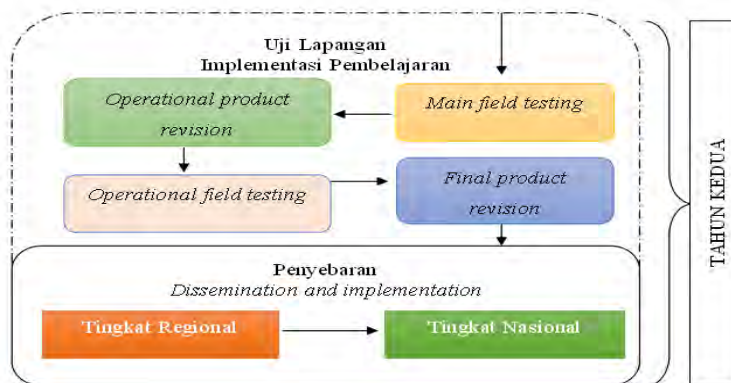 Uji Lapangan
Implementasi Pembelajaran
Operational product
revision
Main field testing
Operational field testing
Final product
revision
Penyebaran
Dissemination and implementation
Tingkat Regional
Tingkat Nasional
TAHUN KEDUA